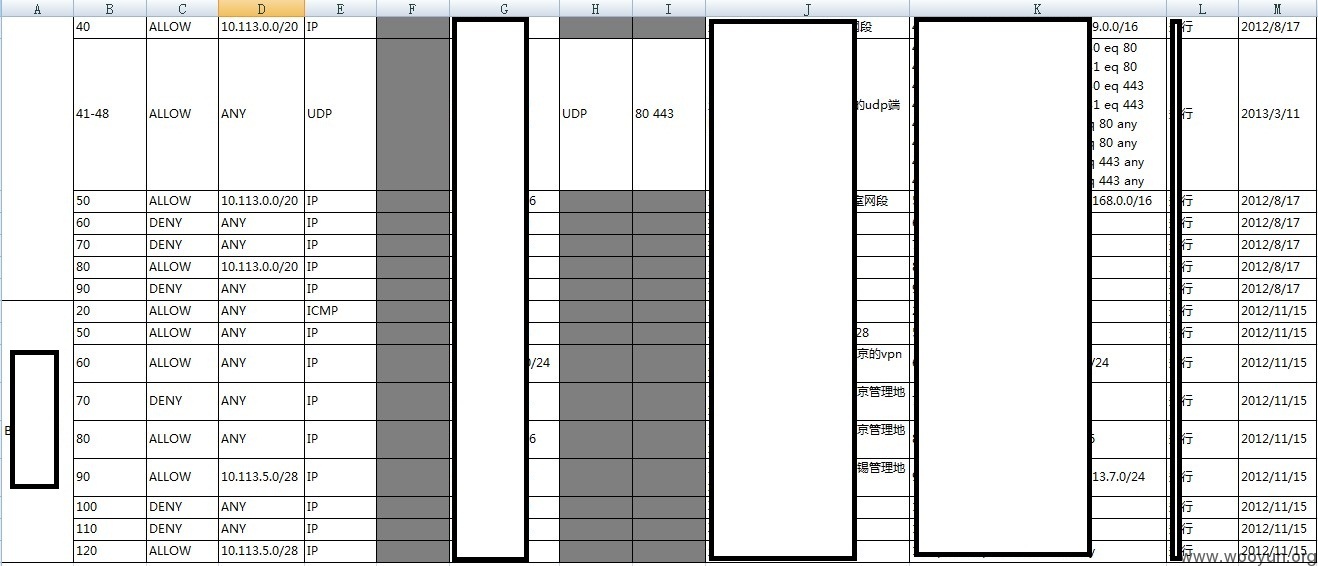 A B C D E F G H I J K L M
40 ALLOW 10.113.0.0/20 IP 网段 9.0.0/16 行 2012/8/17
0 eq 80
1 eq 80
0 eq 443
的udp端 1 eq 443
41-48 ALLOW ANY UDP UDP 80 443 行 2013/3/11
80 any
80 any
443 any
443 any
50 ALLOW 10.113.0.0/20 IP 6 室网段 168.0.0/16 行 2012/8/17
60 DENY ANY IP 行 2012/8/17
70 DENY ANY IP 行 2012/8/17
80 ALLOW 10.113.0.0/20 IP 行 2012/8/17
90 DENY ANY IP 行 2012/8/17
20 ALLOW ANY ICMP 行 2012/11/15
50 ALLOW ANY IP 28 行 2012/11/15
京的vpn
60 ALLOW ANY IP 0/24 /24 行 2012/11/15
京管理地
70 DENY ANY IP 行 2012/11/15
京管理地
80 ALLOW ANY IP 6 行 2012/11/15
锡管理地
90 ALLOW 10.113.5.0/28 IP 13.7.0/24 行 2012/11/15
100 DENY ANY IP 行 2012/11/15
110 DENY ANY IP 行 2012/11/15
120 ALLOW 10.113.5.0/28 IP 行 2012/11/15
www.wooyun.org